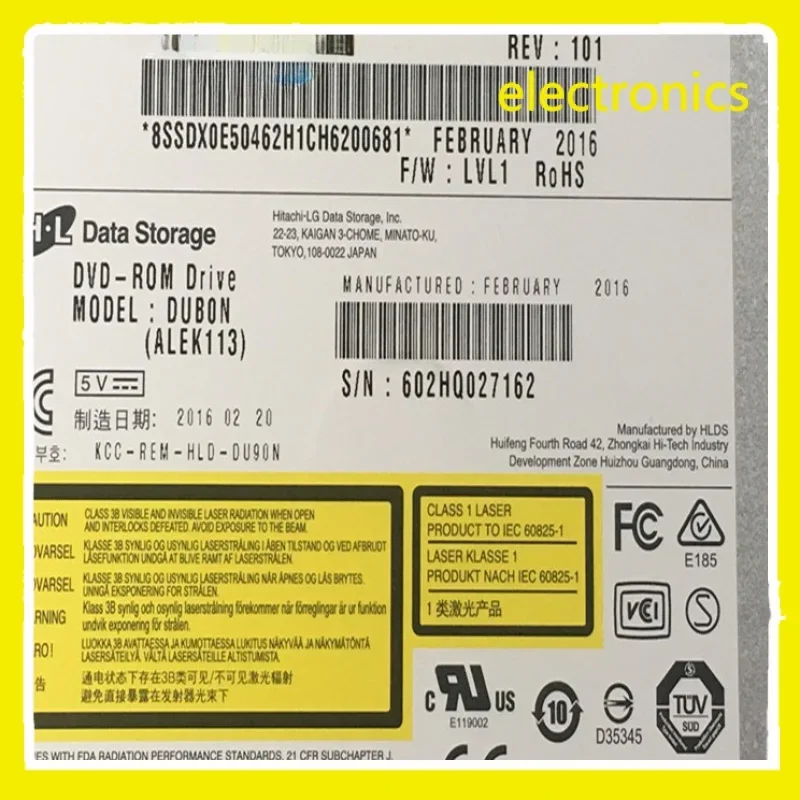 REV : 101
electronics
*8SSDX0E50462H1CH6200681* FEBRUARY 2016
F/W : LVL1 RoHS
H·L Data Storage
Hitachi-LG Data Storage, Inc.
22-23, KAIGAN 3-CHOME, MINATO-KU,
TOKYO,108-0022 JAPAN
DVD-ROM Drive
MODEL : DUB0N
(ALEK113)
MANUFACTURED : FEBRUARY 2016
S/N : 602HQ027162
5V
制造日期: 2016 02 20
부호: KCC-REM-HLD-DU90N
Manufactured by HLDS
Huifeng Fourth Road 42, Zhongkai Hi-Tech Industry
Development Zone Huizhou Guangdong, China
AUTION CLASS 3B VISIBLE AND INVISIBLE LASER RADIATION WHEN OPEN
AND INTERLOCKS DEFEATED. AVOID EXPOSURE TO THE BEAM.
DVARSEL KLASSE 3B SYNLIG OG USYNLIG LASERSTRÅLING I ÅBEN TILSTAND OG VED AFBRUDT
LÅSEFUNKTION UNDGÅ AT BLIVE RAMT AF LASERSTRÅLEN.
DVARSEL KLASSE 3B SYNLIG OG USYNLIG LASERSTRÅLING NÅR ÅPNES OG LÅS BRYTES.
UNNGÅ EKSPONERING FOR STRÅLEN.
RNING Klass 3B synlig och osynlig laserstrålning förekommer när förreglingar är ur funktion
undvik exponering för strålen.
RO! LUOKKA 3B AVATTAESSA JA KUMOTTAESSA LUKITUS NÄKYVÄÄ JA NÄKYMÄTÖNTÄ
LASERSÄTEILYÄ, VÄLTÄ LASERSÄTEILLE ALTISTUMISTA.
告 通电状态下存在3B类可见/不可见激光辐射
避免直接暴露在发射器光束下
CLASS 1 LASER
PRODUCT TO IEC 60825-1
LASER KLASSE 1
PRODUKT NACH IEC 60825-1
1 类激光产品
FC
E185
VCI
S
c RU US
E119002
10
D35345
TÜV
SÜD
ES WITH FDA RADIATION PERFORMANCE STANDARDS, 21 CFR SUBCHAPTER J.